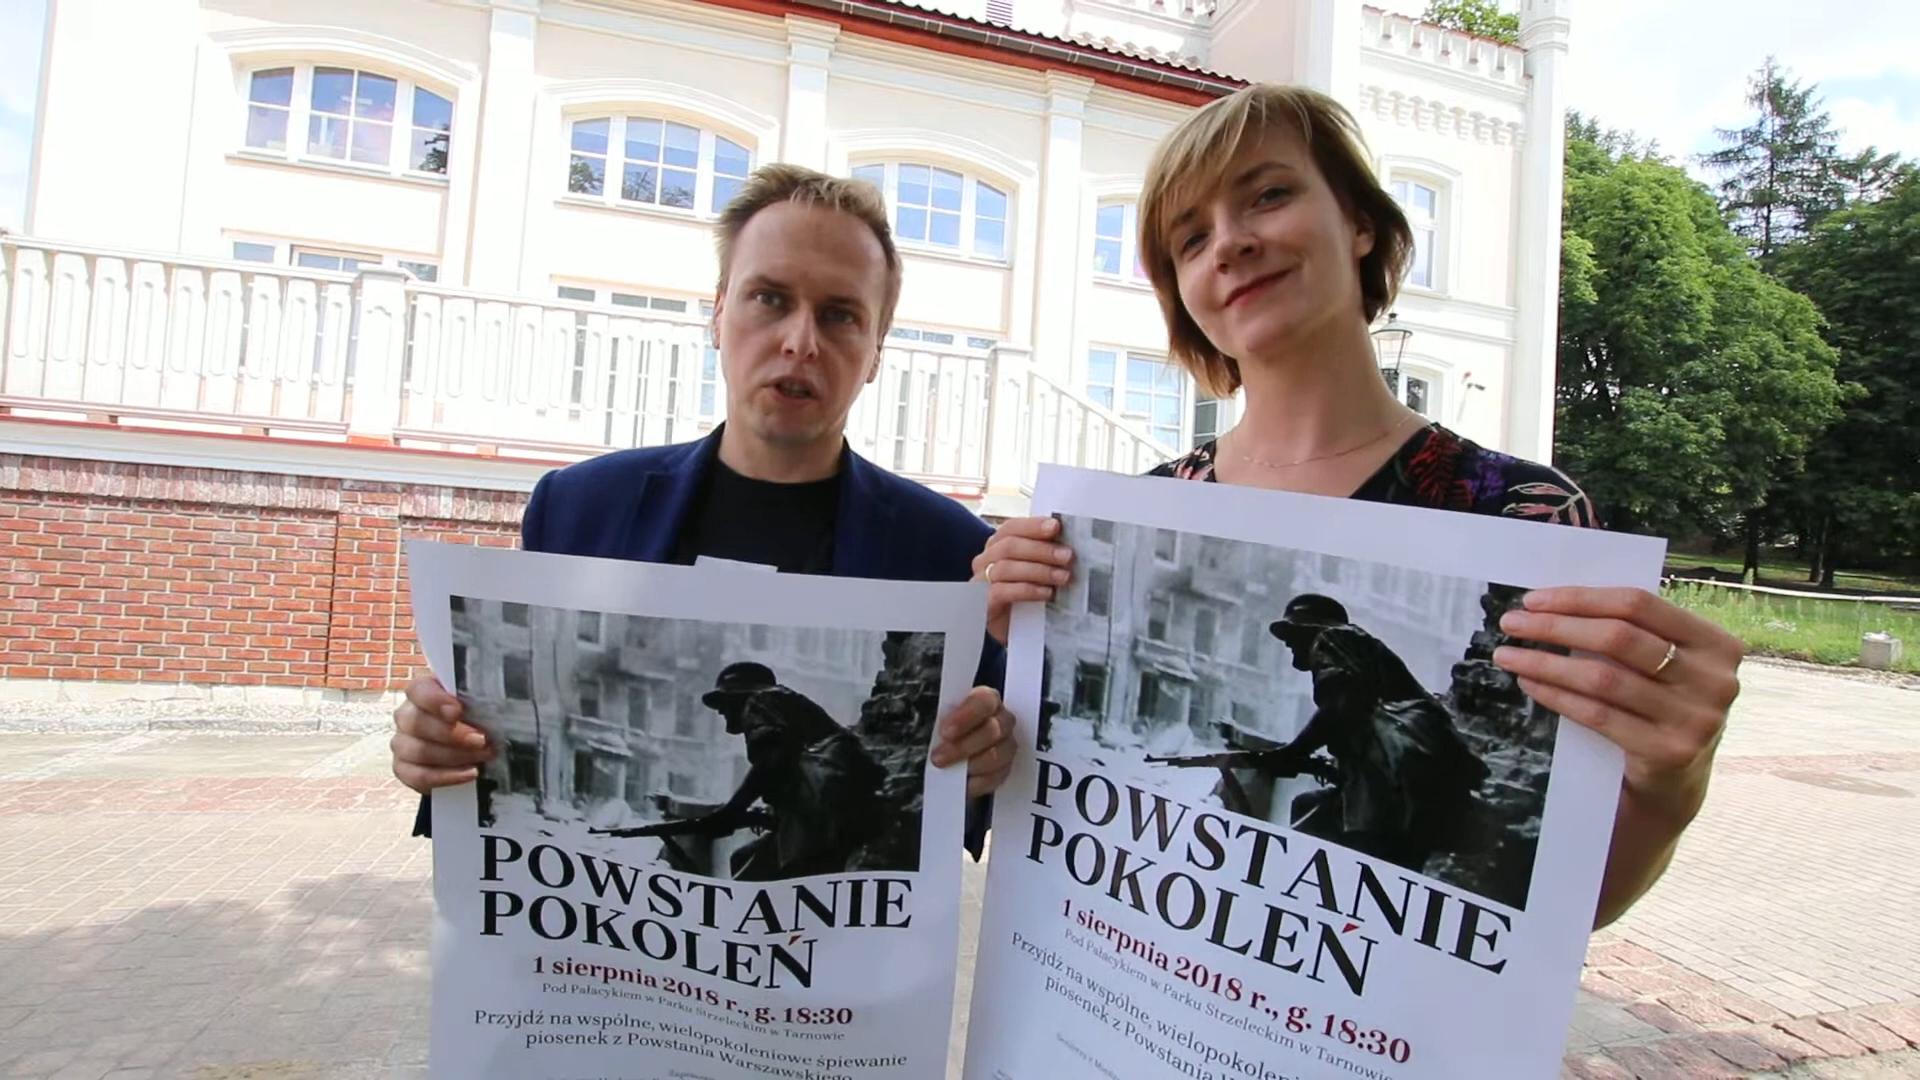 POWSTANIE
POKOLEŃ
1 sierpnia 2018 r., g. 18:30
Pod Pałacykiem w Parku Strzeleckim w Tarnowie
Przyjdź na wspólne, wielopokoleniowe śpiewanie
piosenek z Powstania Warszawskiego
POWSTANIE
POKOLEŃ
1 sierpnia 2018 r., g. 18:30
Pod Pałacykiem w Parku Strzeleckim w Tarnowie
Przyjdź na wspólne, wielopokolen
piosenek z Powstania